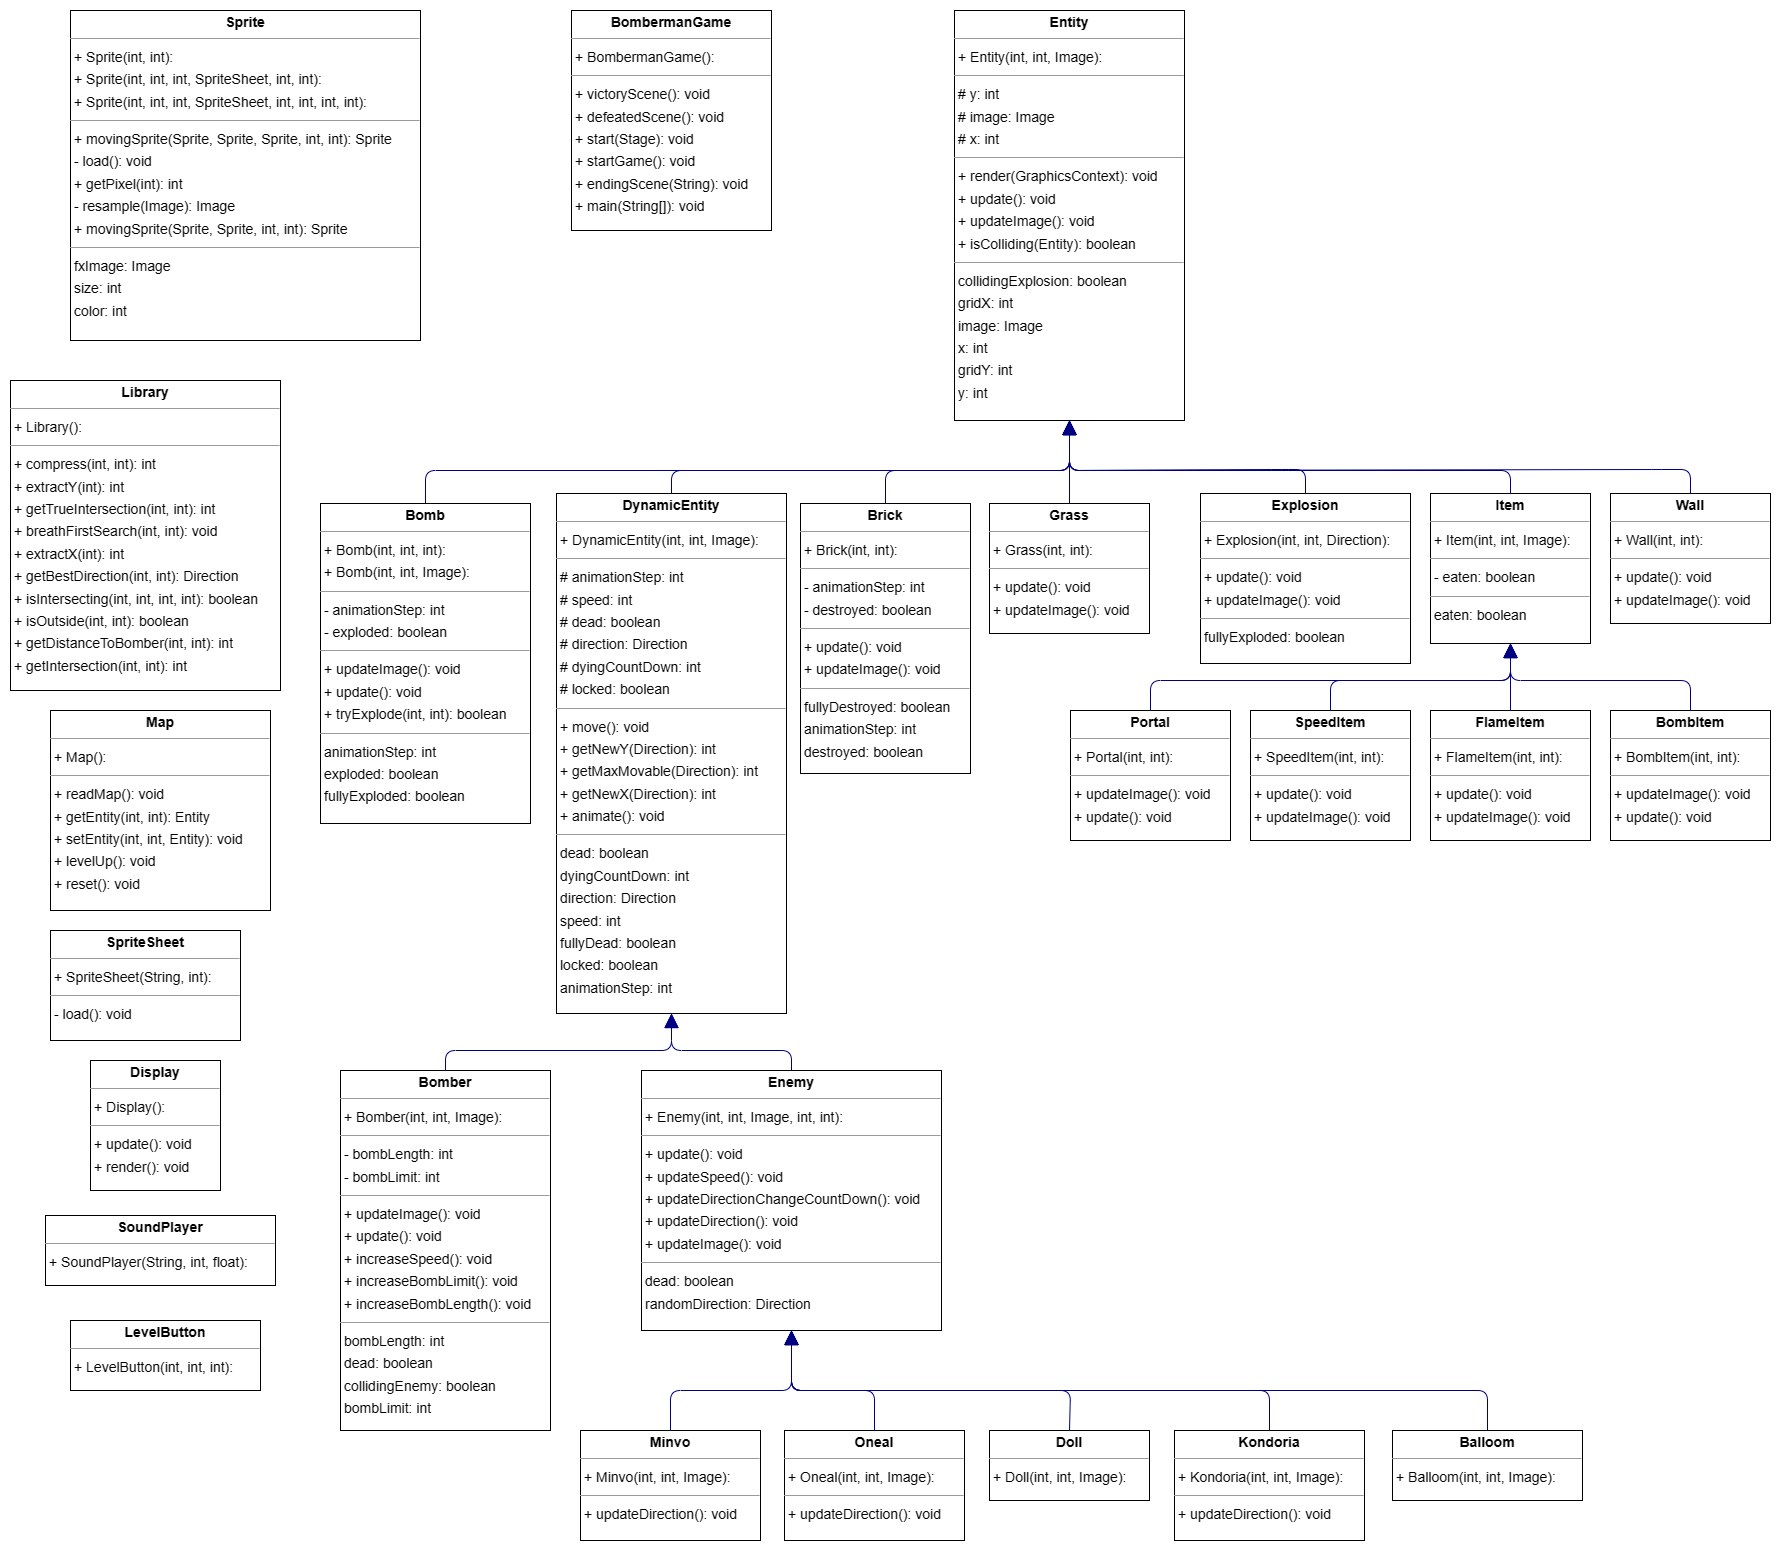 Sprite
+ Sprite(int, int):
+ Sprite(int, int, int, SpriteSheet, int, int):
+ Sprite(int, int, int, SpriteSheet, int, int, int, int):
+ movingSprite(Sprite, Sprite, Sprite, int, int): Sprite
- load(): void
+ getPixel(int): int
- resample(Image): Image
+ movingSprite(Sprite, Sprite, int, int): Sprite
fxImage: Image
size: int
color: int
BombermanGame
+ BombermanGame():
+ victoryScene(): void
+ defeatedScene(): void
+ start(Stage): void
+ startGame(): void
+ endingScene(String): void
+ main(String[]): void
Entity
+ Entity(int, int, Image):
# y: int
# image: Image
# x: int
+ render(GraphicsContext): void
+ update(): void
+ updateImage(): void
+ isColliding(Entity): boolean
collidingExplosion: boolean
gridX: int
image: Image
x: int
gridY: int
y: int
Library
+ Library():
+ compress(int, int): int
+ extractY(int): int
+ getTrueIntersection(int, int): int
+ breathFirstSearch(int, int): void
+ extractX(int): int
+ getBestDirection(int, int): Direction
+ isIntersecting(int, int, int, int): boolean
+ isOutside(int, int): boolean
+ getDistanceToBomber(int, int): int
+ getIntersection(int, int): int
Map
+ Map():
+ readMap(): void
+ getEntity(int, int): Entity
+ setEntity(int, int, Entity): void
+ levelUp(): void
+ reset(): void
SpriteSheet
+ SpriteSheet(String, int):
- load(): void
Display
+ Display():
+ update(): void
+ render(): void
SoundPlayer
+ SoundPlayer(String, int, float):
LevelButton
+ LevelButton(int, int, int):
Bomb
+ Bomb(int, int, int):
+ Bomb(int, int, Image):
- animationStep: int
- exploded: boolean
+ updateImage(): void
+ update(): void
+ tryExplode(int, int): boolean
animationStep: int
exploded: boolean
fullyExploded: boolean
DynamicEntity
+ DynamicEntity(int, int, Image):
# animationStep: int
# speed: int
# dead: boolean
# direction: Direction
# dyingCountDown: int
# locked: boolean
+ move(): void
+ getNewY(Direction): int
+ getMaxMovable(Direction): int
+ getNewX(Direction): int
+ animate(): void
dead: boolean
dyingCountDown: int
direction: Direction
speed: int
fullyDead: boolean
locked: boolean
animationStep: int
Brick
+ Brick(int, int):
- animationStep: int
- destroyed: boolean
+ update(): void
+ updateImage(): void
fullyDestroyed: boolean
animationStep: int
destroyed: boolean
Grass
+ Grass(int, int):
+ update(): void
+ updateImage(): void
Explosion
+ Explosion(int, int, Direction):
+ update(): void
+ updateImage(): void
fullyExploded: boolean
Item
+ Item(int, int, Image):
- eaten: boolean
eaten: boolean
Wall
+ Wall(int, int):
+ update(): void
+ updateImage(): void
Portal
+ Portal(int, int):
+ updateImage(): void
+ update(): void
SpeedItem
+ SpeedItem(int, int):
+ update(): void
+ updateImage(): void
FlameItem
+ FlameItem(int, int):
+ update(): void
+ updateImage(): void
BombItem
+ BombItem(int, int):
+ updateImage(): void
+ update(): void
Bomber
+ Bomber(int, int, Image):
- bombLength: int
- bombLimit: int
+ updateImage(): void
+ update(): void
+ increaseSpeed(): void
+ increaseBombLimit(): void
+ increaseBombLength(): void
bombLength: int
dead: boolean
collidingEnemy: boolean
bombLimit: int
Enemy
+ Enemy(int, int, Image, int, int):
+ update(): void
+ updateSpeed(): void
+ updateDirectionChangeCountDown(): void
+ updateDirection(): void
+ updateImage(): void
dead: boolean
randomDirection: Direction
Minvo
+ Minvo(int, int, Image):
+ updateDirection(): void
Oneal
+ Oneal(int, int, Image):
+ updateDirection(): void
Doll
+ Doll(int, int, Image):
Kondoria
+ Kondoria(int, int, Image):
+ updateDirection(): void
Balloom
+ Balloom(int, int, Image):